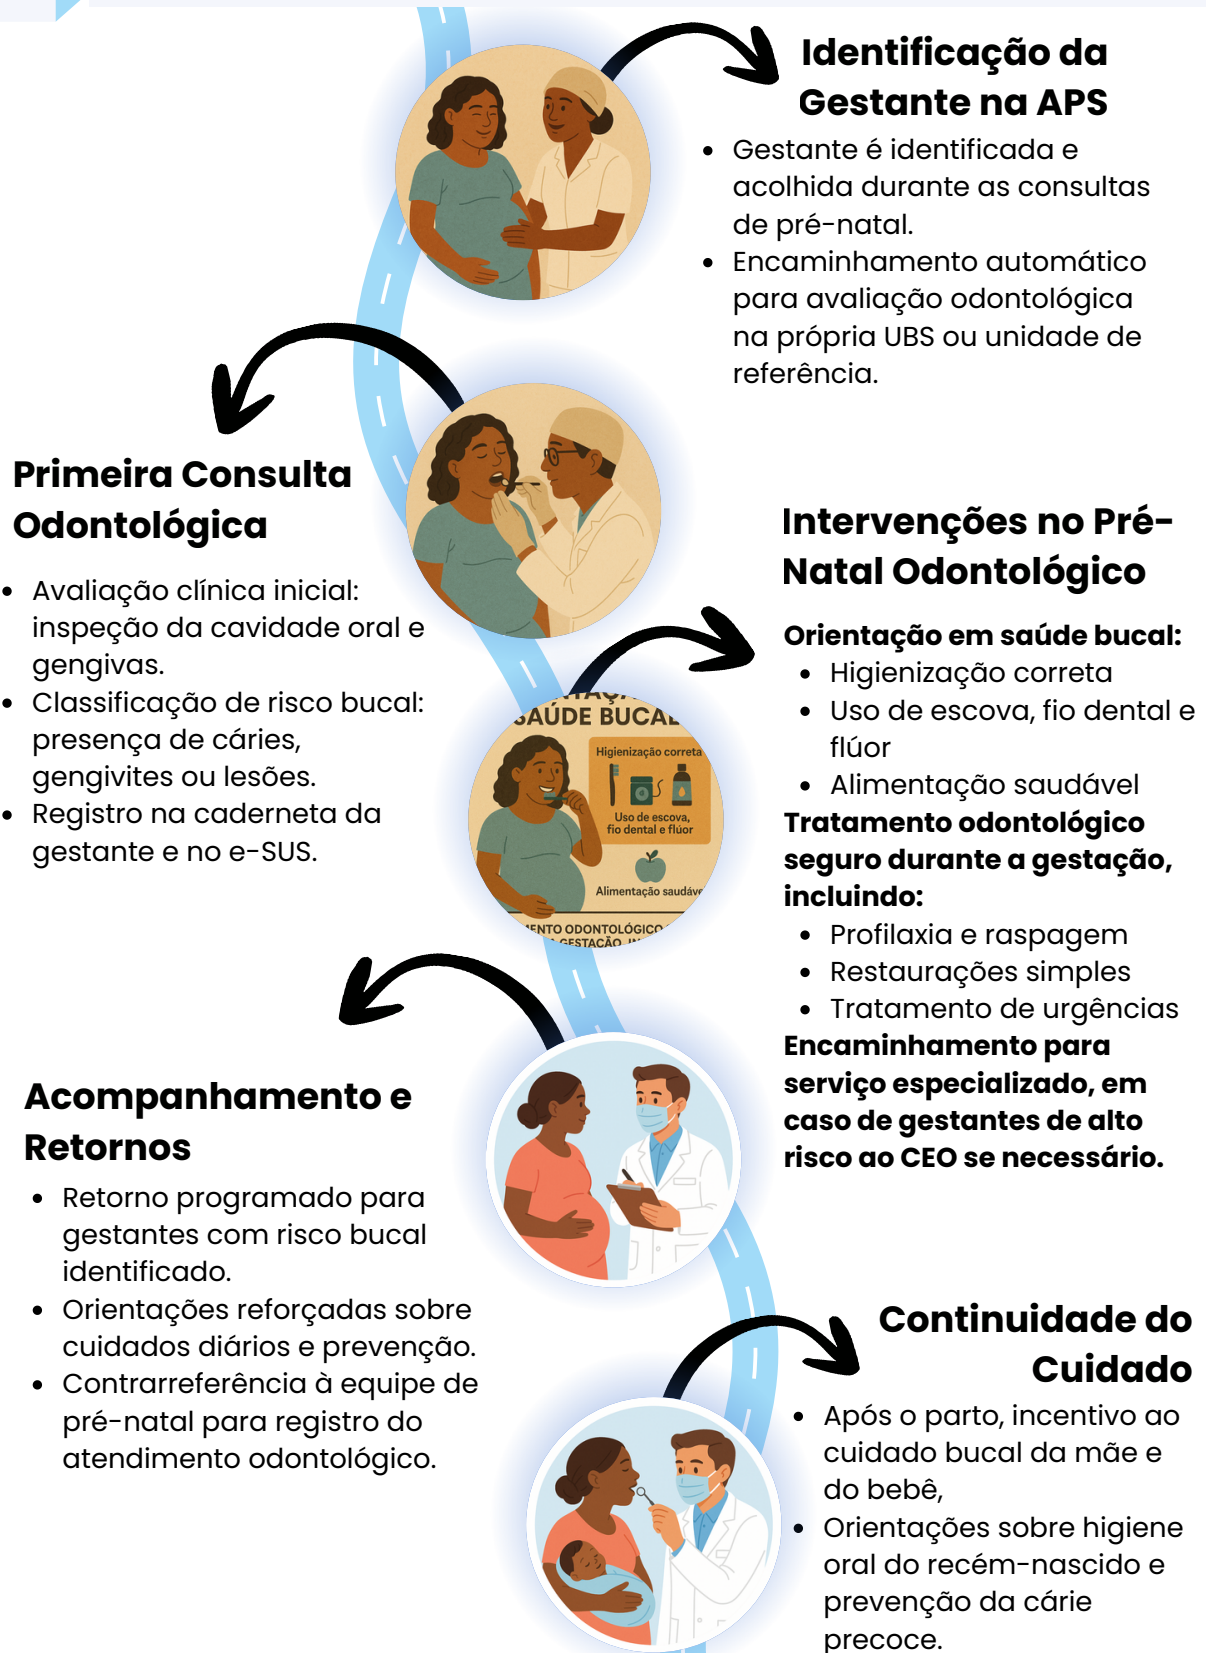 Identificação da
Gestante na APS
• Gestante é identificada e
acolhida durante as consultas
de pré-natal.
• Encaminhamento automático
para avaliação odontológica
na própria UBS ou unidade de
referência.
Primeira Consulta
Odontológica
• Avaliação clínica inicial:
inspeção da cavidade oral e
gengivas.
• Classificação de risco bucal:
presença de cáries,
gengivites ou lesões.
• Registro na caderneta da
gestante e no e-SUS.
Intervenções no Pré-
Natal Odontológico
Orientação em saúde bucal:
• Higienização correta
• Uso de escova, fio dental e
flúor
• Alimentação saudável
Tratamento odontológico
seguro durante a gestação,
incluindo:
• Profilaxia e raspagem
• Restaurações simples
• Tratamento de urgências
Encaminhamento para
serviço especializado, em
caso de gestantes de alto
risco ao CEO se necessário.
SAÚDE BUCAL
Higienização correta
Uso de escova,
fio dental e flúor
Alimentação saudáve
ENTO ODONTOLÓGICO
GESTAÇÃO, IN
Acompanhamento e
Retornos
• Retorno programado para
gestantes com risco bucal
identificado.
• Orientações reforçadas sobre
cuidados diários e prevenção.
• Contrarreferência à equipe de
pré-natal para registro do
atendimento odontológico.
Continuidade do
Cuidado
• Após o parto, incentivo ao
cuidado bucal da mãe e
do bebê,
• Orientações sobre higiene
oral do recém-nascido e
prevenção da cárie
precoce.